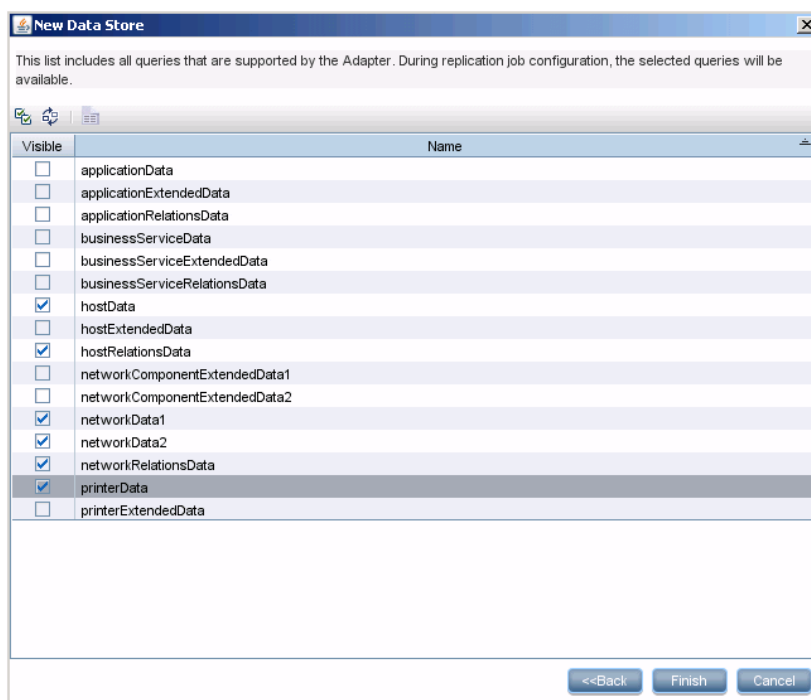 New Data Store
This list includes all queries that are supported by the Adapter. During replication job configuration, the selected queries will be
available.
Visible Name
applicationData
applicationExtendedData
applicationRelationsData
businessServiceData
businessServiceExtendedData
businessServiceRelationsData
hostData
hostExtendedData
hostRelationsData
networkComponentExtendedData1
networkComponentExtendedData2
networkData1
networkData2
networkRelationsData
printerData
printerExtendedData
<<Back Finish Cancel